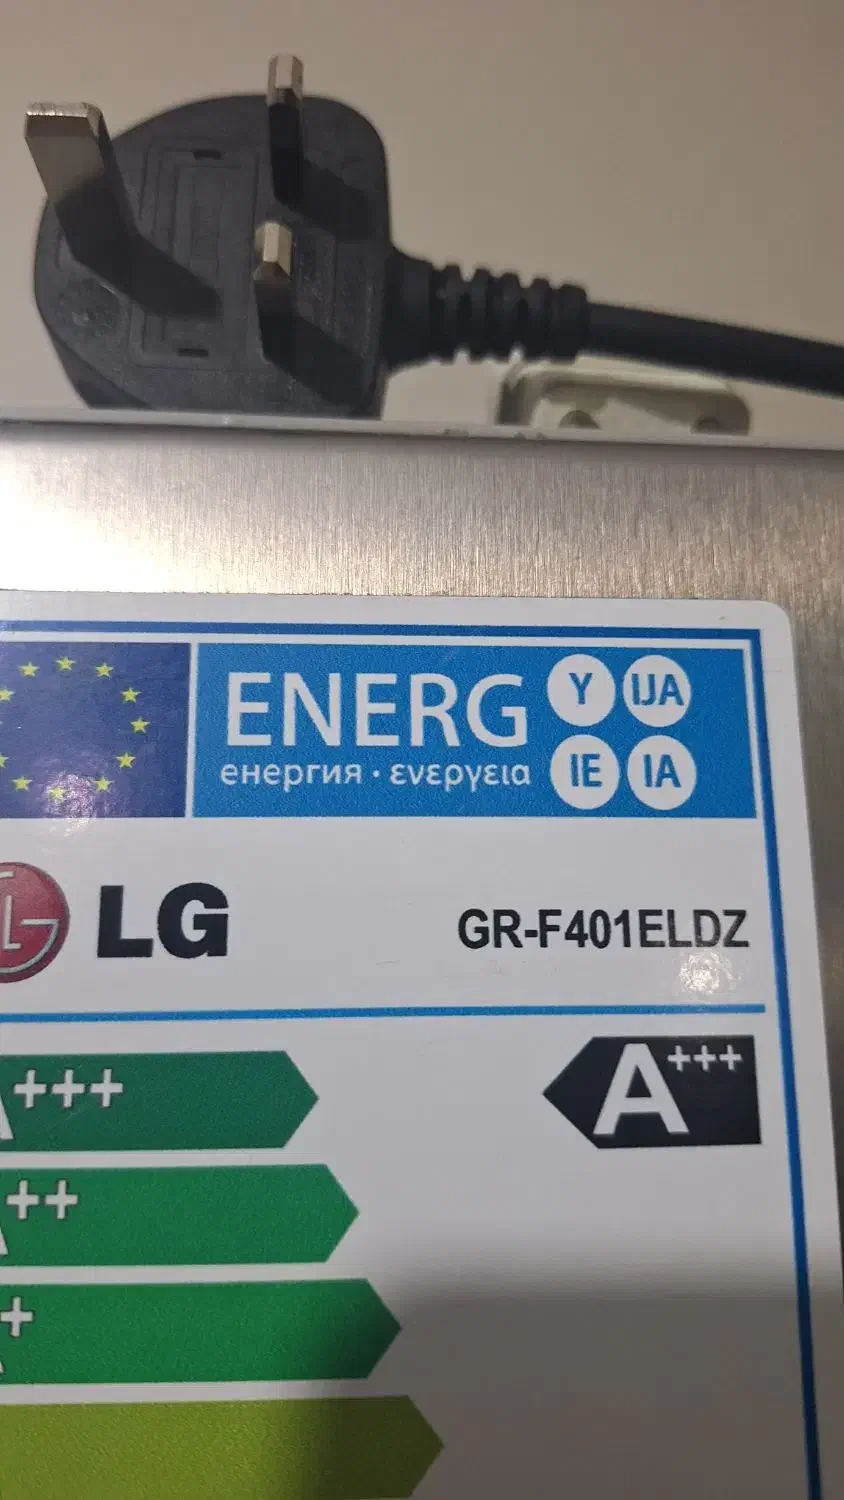 ENERG Y IJA
енергия · ενεργεια IE IA
LG GR-F401ELDZ
A+++ A+++
A++
A+